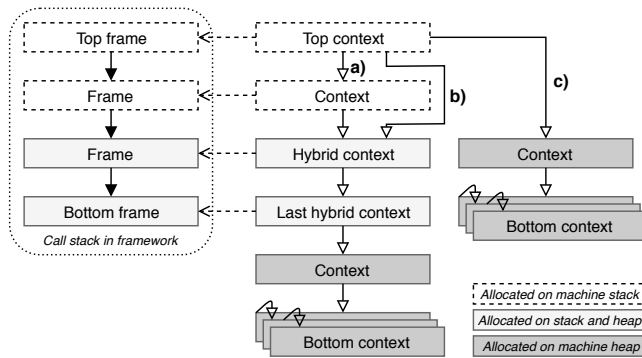 Top frame
Top context
a)
b)
c)
Frame
Context
Frame
Hybrid context
Context
Bottom frame
Last hybrid context
Bottom context
Call stack in framework
Context
Bottom context
Allocated on machine stack
Allocated on stack and heap
Allocated on machine heap